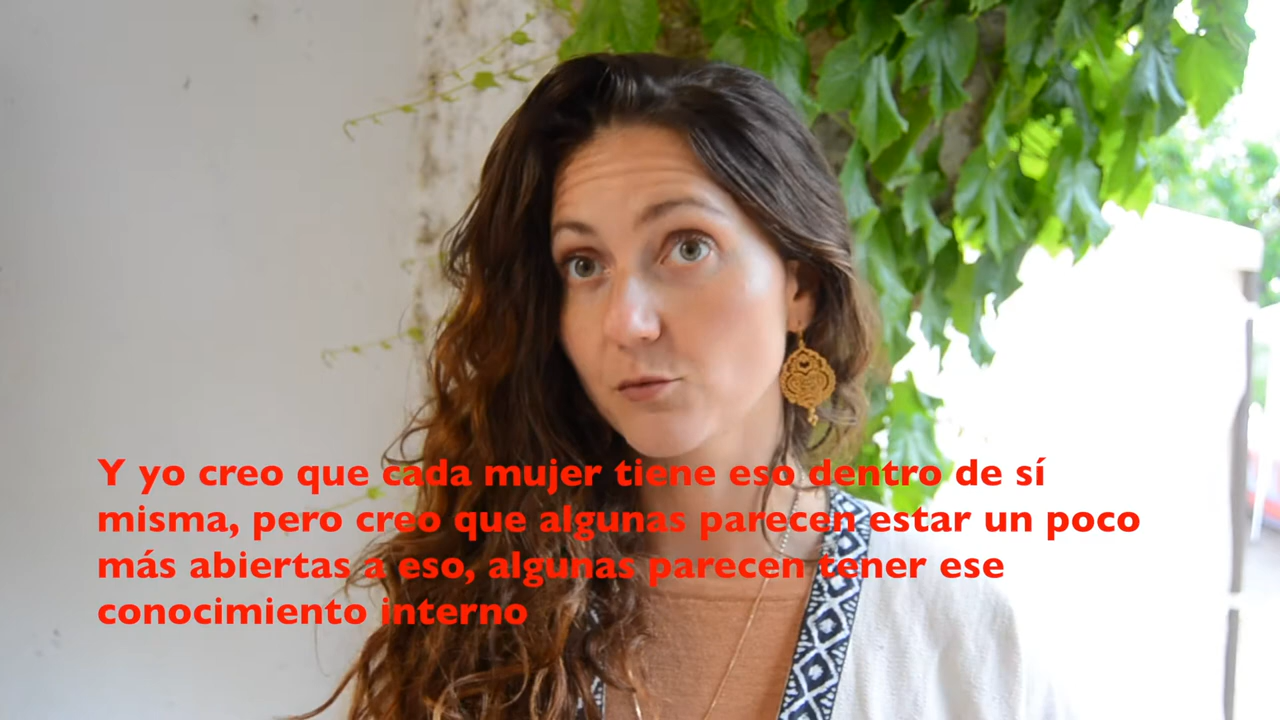 Y yo creo que cada mujer tiene eso dentro de sí
misma, pero creo que algunas parecen estar un poco
más abiertas a eso, algunas parecen tener ese
conocimiento interno